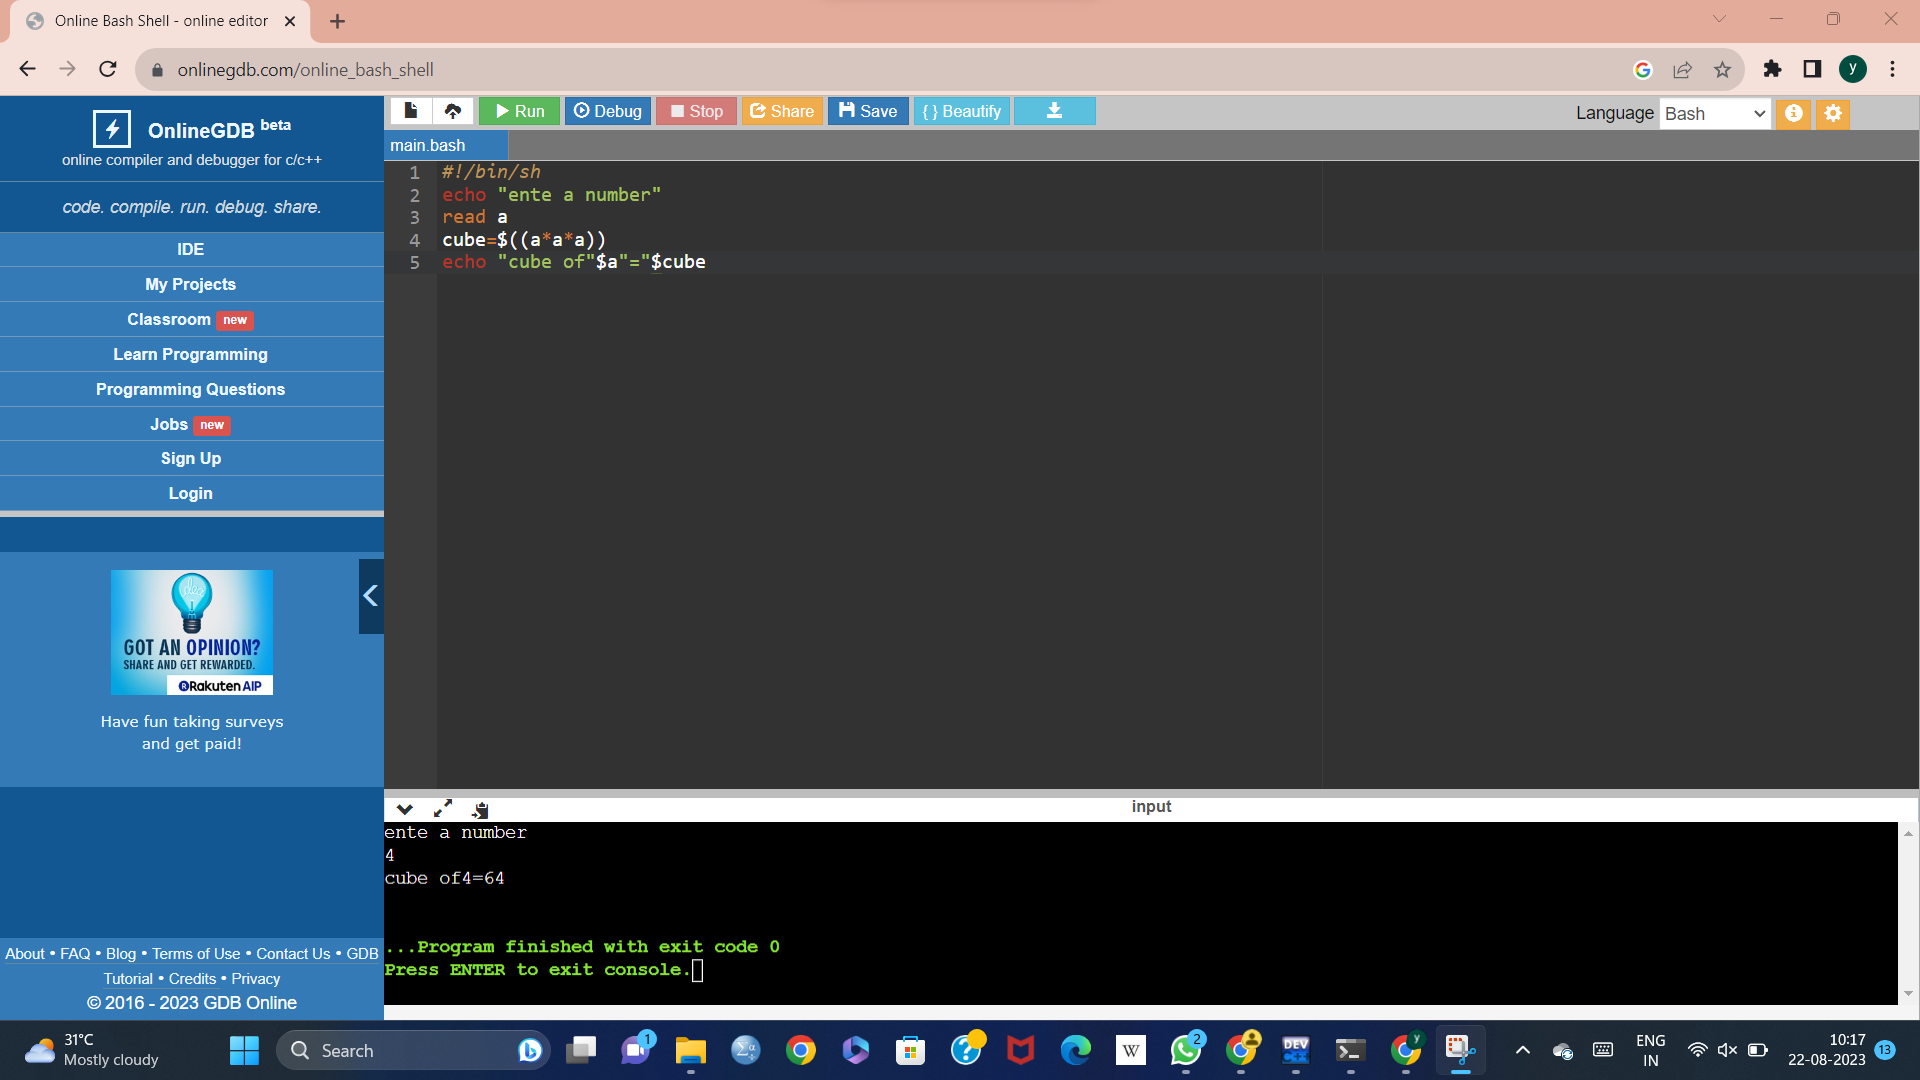 Online Bash Shell - online editor
onlinegdb.com/online_bash_shell
y
OnlineGDB beta
online compiler and debugger for c/c++
code. compile. run. debug. share.
IDE
My Projects
Classroom new
Learn Programming
Programming Questions
Jobs new
Sign Up
Login
GOT AN OPINION?
SHARE AND GET REWARDED.
Rakuten AIP
Have fun taking surveys
and get paid!
About • FAQ • Blog • Terms of Use • Contact Us • GDB
Tutorial • Credits • Privacy
© 2016 - 2023 GDB Online
Run Debug Stop Share Save { } Beautify
Language Bash
main.bash
1 #!/bin/sh
2 echo "ente a number"
3 read a
4 cube=$((a*a*a))
5 echo "cube of"$a"="$cube
input
ente a number
4
cube of4=64
...Program finished with exit code 0
Press ENTER to exit console.
31°C
Mostly cloudy
Search
1
W
2
DEV
y
ENG
IN
10:17
22-08-2023
13